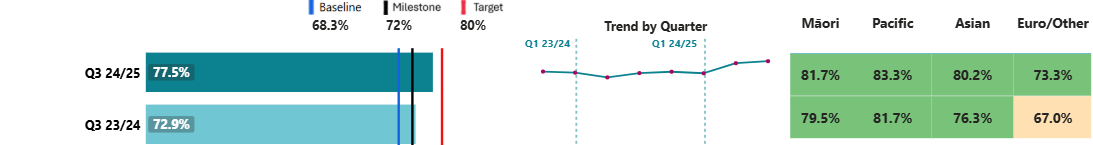 Baseline Milestone Target
68.3% 72% 80%
Trend by Quarter
Māori Pacific Asian Euro/Other
Q1 23/24 Q1 24/25
Q3 24/25 77.5% 81.7% 83.3% 80.2% 73.3%
Q3 23/24 72.9% 79.5% 81.7% 76.3% 67.0%